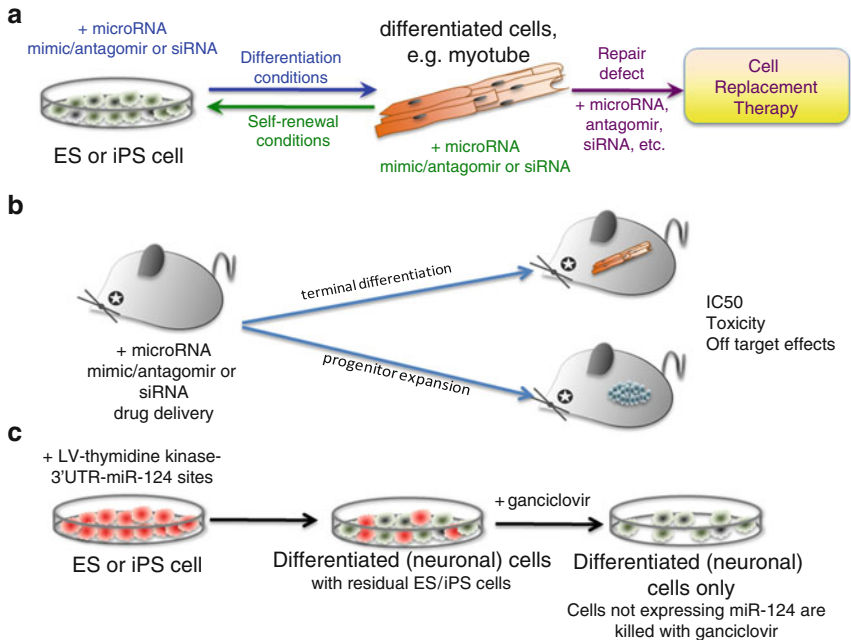 a
+ microRNA
mimic/antagomir or siRNA
ES or iPS cell
Differentiation
conditions
Self-renewal
conditions
differentiated cells,
e.g. myotube
+ microRNA
mimic/antagomir or siRNA
Repair
defect
+ microRNA,
antagomir,
siRNA, etc.
Cell
Replacement
Therapy
b
+ microRNA
mimic/antagomir or
siRNA
drug delivery
terminal differentiation
progenitor expansion
IC50
Toxicity
Off target effects
c
+ LV-thymidine kinase-
3'UTR-miR-124 sites
ES or iPS cell
Differentiated (neuronal) cells
with residual ES/iPS cells
+ ganciclovir
Differentiated (neuronal)
cells only
Cells not expressing miR-124 are
killed with ganciclovir